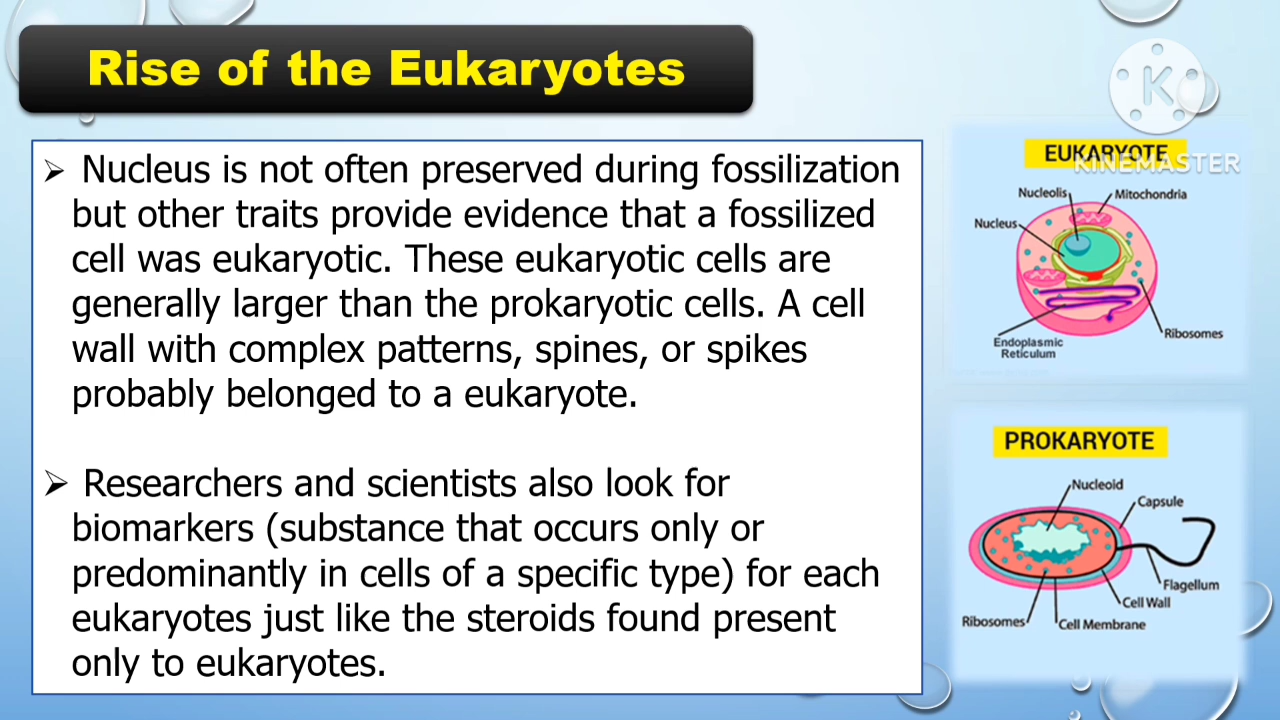 Rise of the Eukaryotes
➢ Nucleus is not often preserved during fossilization
but other traits provide evidence that a fossilized
cell was eukaryotic. These eukaryotic cells are
generally larger than the prokaryotic cells. A cell
wall with complex patterns, spines, or spikes
probably belonged to a eukaryote.
➢ Researchers and scientists also look for
biomarkers (substance that occurs only or
predominantly in cells of a specific type) for each
eukaryotes just like the steroids found present
only to eukaryotes.
K
KINEMASTER
EUKARYOTE
Nucleolis
Mitochondria
Nucleus
Ribosomes
Endoplasmic
Reticulum
PROKARYOTE
Nucleoid
Capsule
Flagellum
Cell Wall
Ribosomes
Cell Membrane